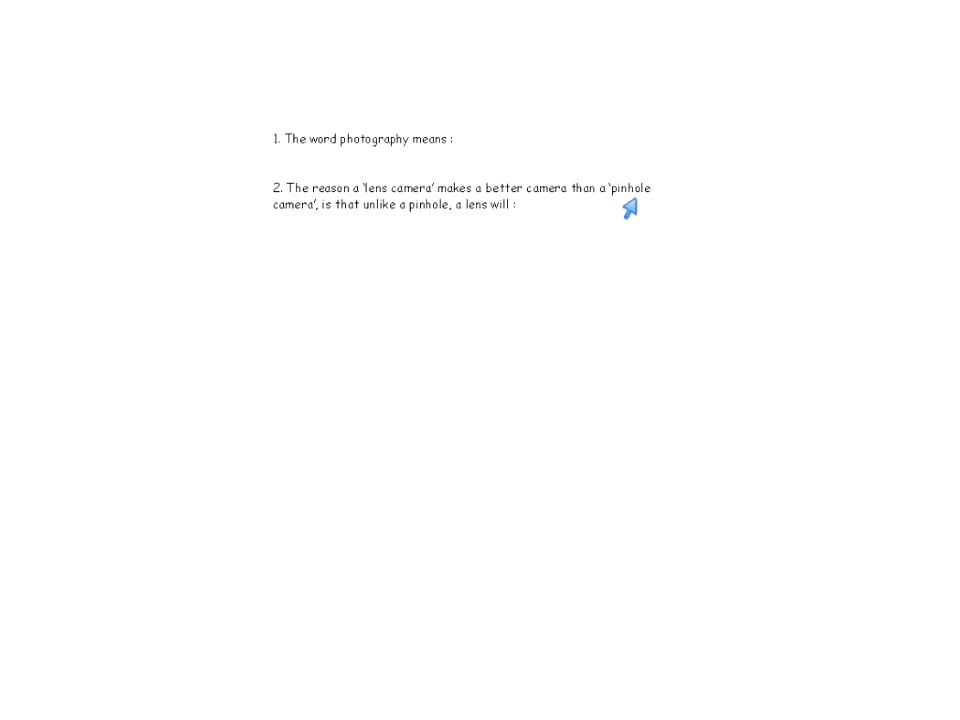 1. The word photography means :
2. The reason a ‘lens camera’ makes a better camera than a ‘pinhole
camera’, is that unlike a pinhole, a lens will :